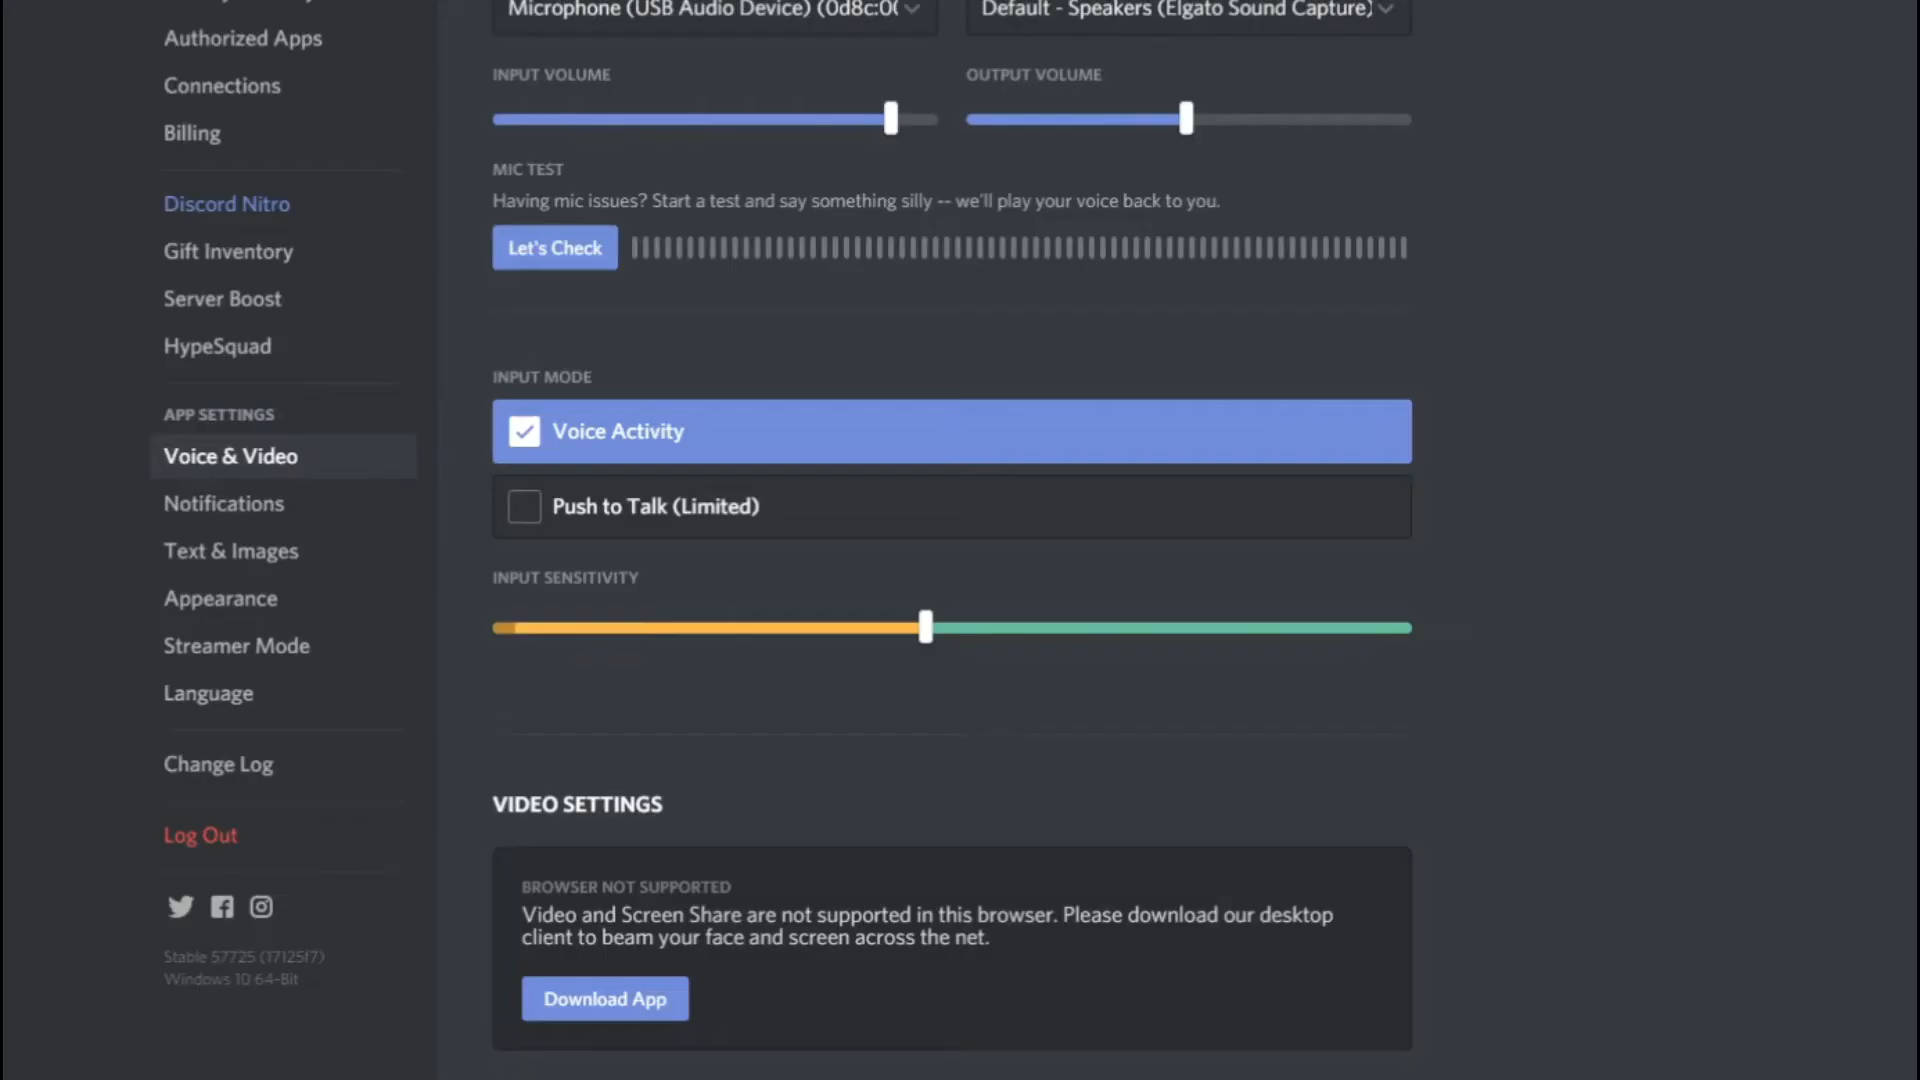 Authorized Apps
Connections
Billing
Discord Nitro
Gift Inventory
Server Boost
HypeSquad
APP SETTINGS
Voice & Video
Notifications
Text & Images
Appearance
Streamer Mode
Language
Change Log
Log Out
Stable 57725 (17125f7)
Windows 10 64-Bit
Microphone (USB Audio Device) (0d8c:0(
Default - Speakers (Elgato Sound Capture)
INPUT VOLUME
OUTPUT VOLUME
MIC TEST
Having mic issues? Start a test and say something silly -- we'll play your voice back to you.
Let's Check
INPUT MODE
Voice Activity
Push to Talk (Limited)
INPUT SENSITIVITY
VIDEO SETTINGS
BROWSER NOT SUPPORTED
Video and Screen Share are not supported in this browser. Please download our desktop
client to beam your face and screen across the net.
Download App